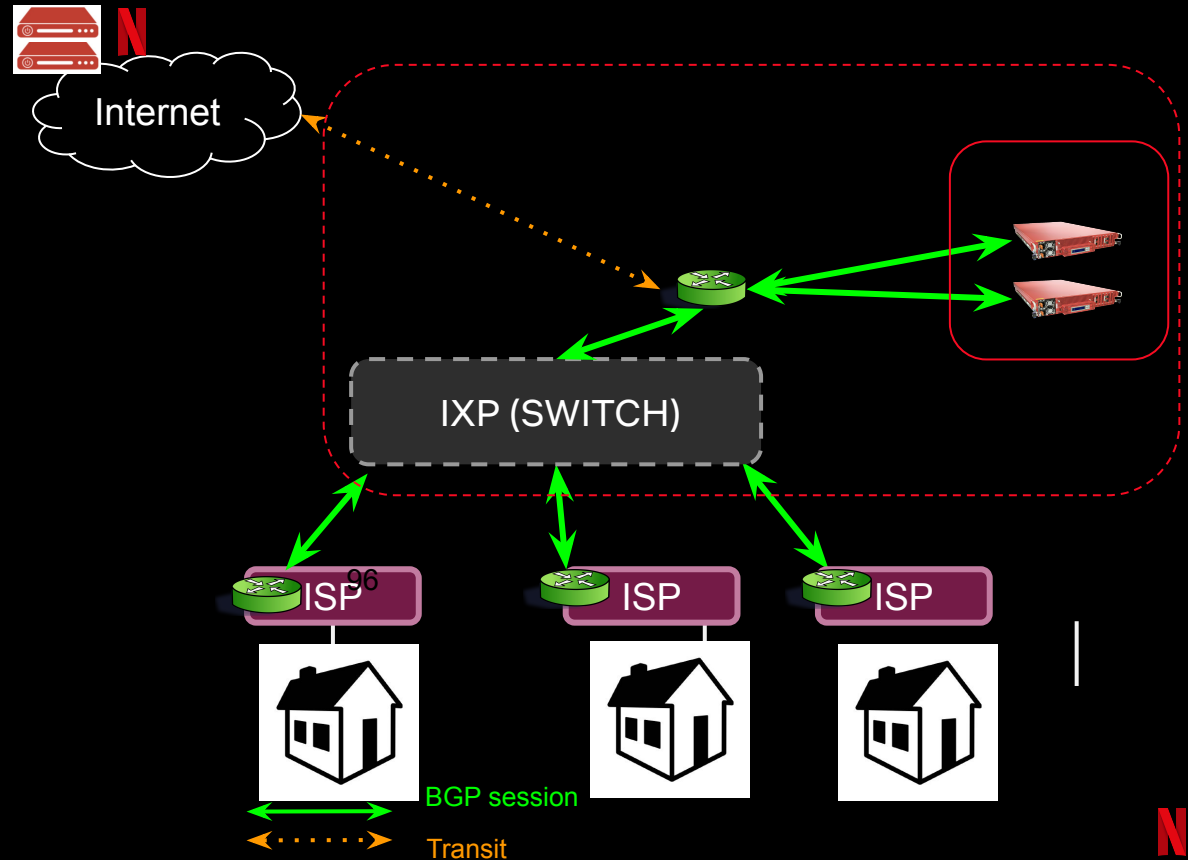 N
Internet
IXP (SWITCH)
96
ISP
ISP
ISP
BGP session
Transit
N